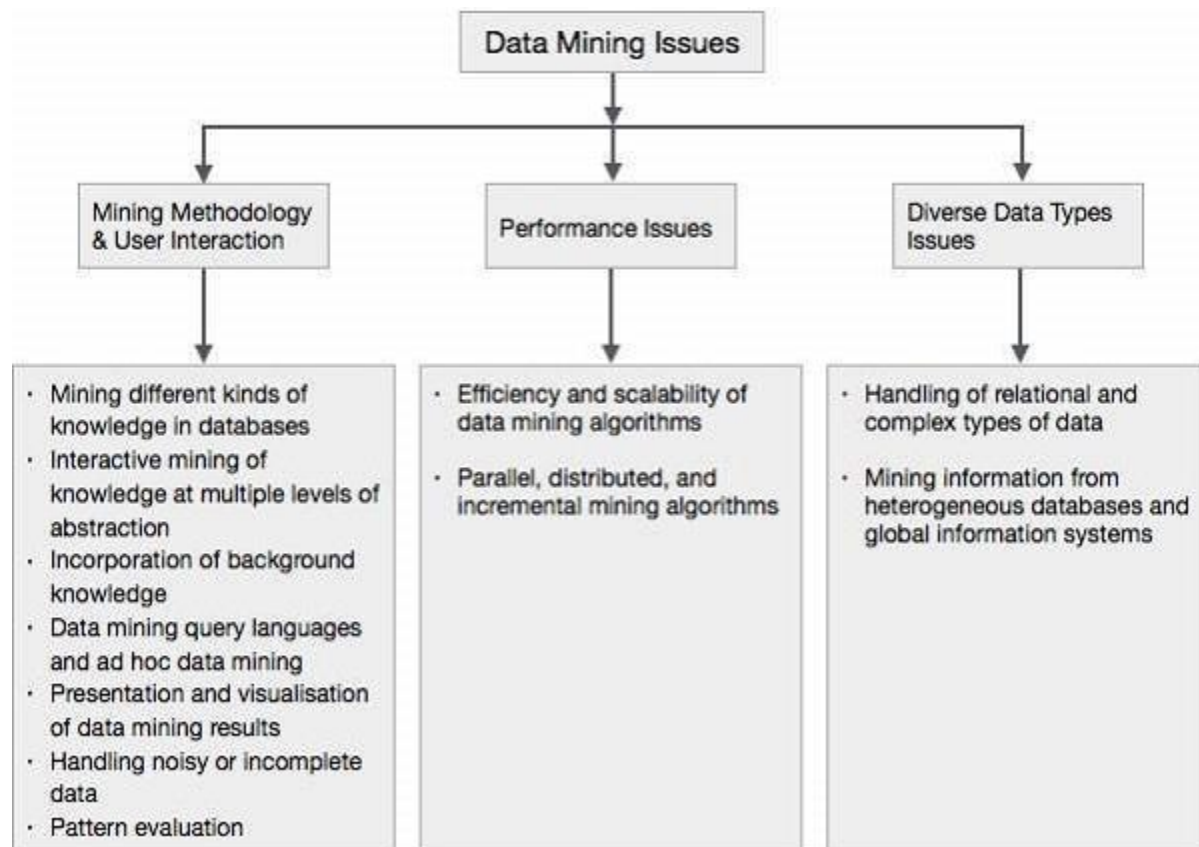 Data Mining Issues
Mining Methodology
& User Interaction
Performance Issues
Diverse Data Types
Issues
· Mining different kinds of
knowledge in databases
· Interactive mining of
knowledge at multiple levels of
abstraction
· Incorporation of background
knowledge
· Data mining query languages
and ad hoc data mining
· Presentation and visualisation
of data mining results
· Handling noisy or incomplete
data
· Pattern evaluation
· Efficiency and scalability of
data mining algorithms
· Parallel, distributed, and
incremental mining algorithms
· Handling of relational and
complex types of data
· Mining information from
heterogeneous databases and
global information systems